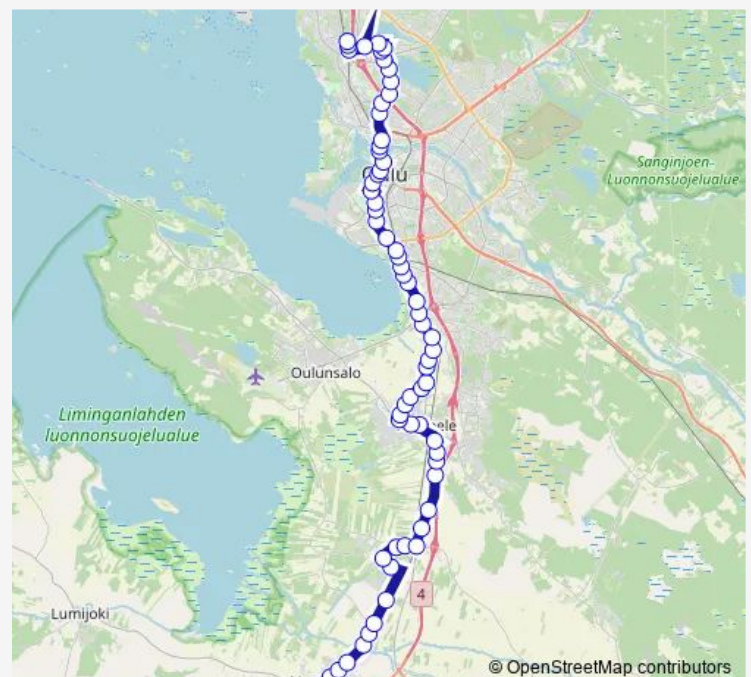 Sanginjoen-
Luonnonsuojelualue
Oulunsalo
Liminganlahden
luonnonsuojelualue
4
Lumijoki
© OpenStreetMap contributors